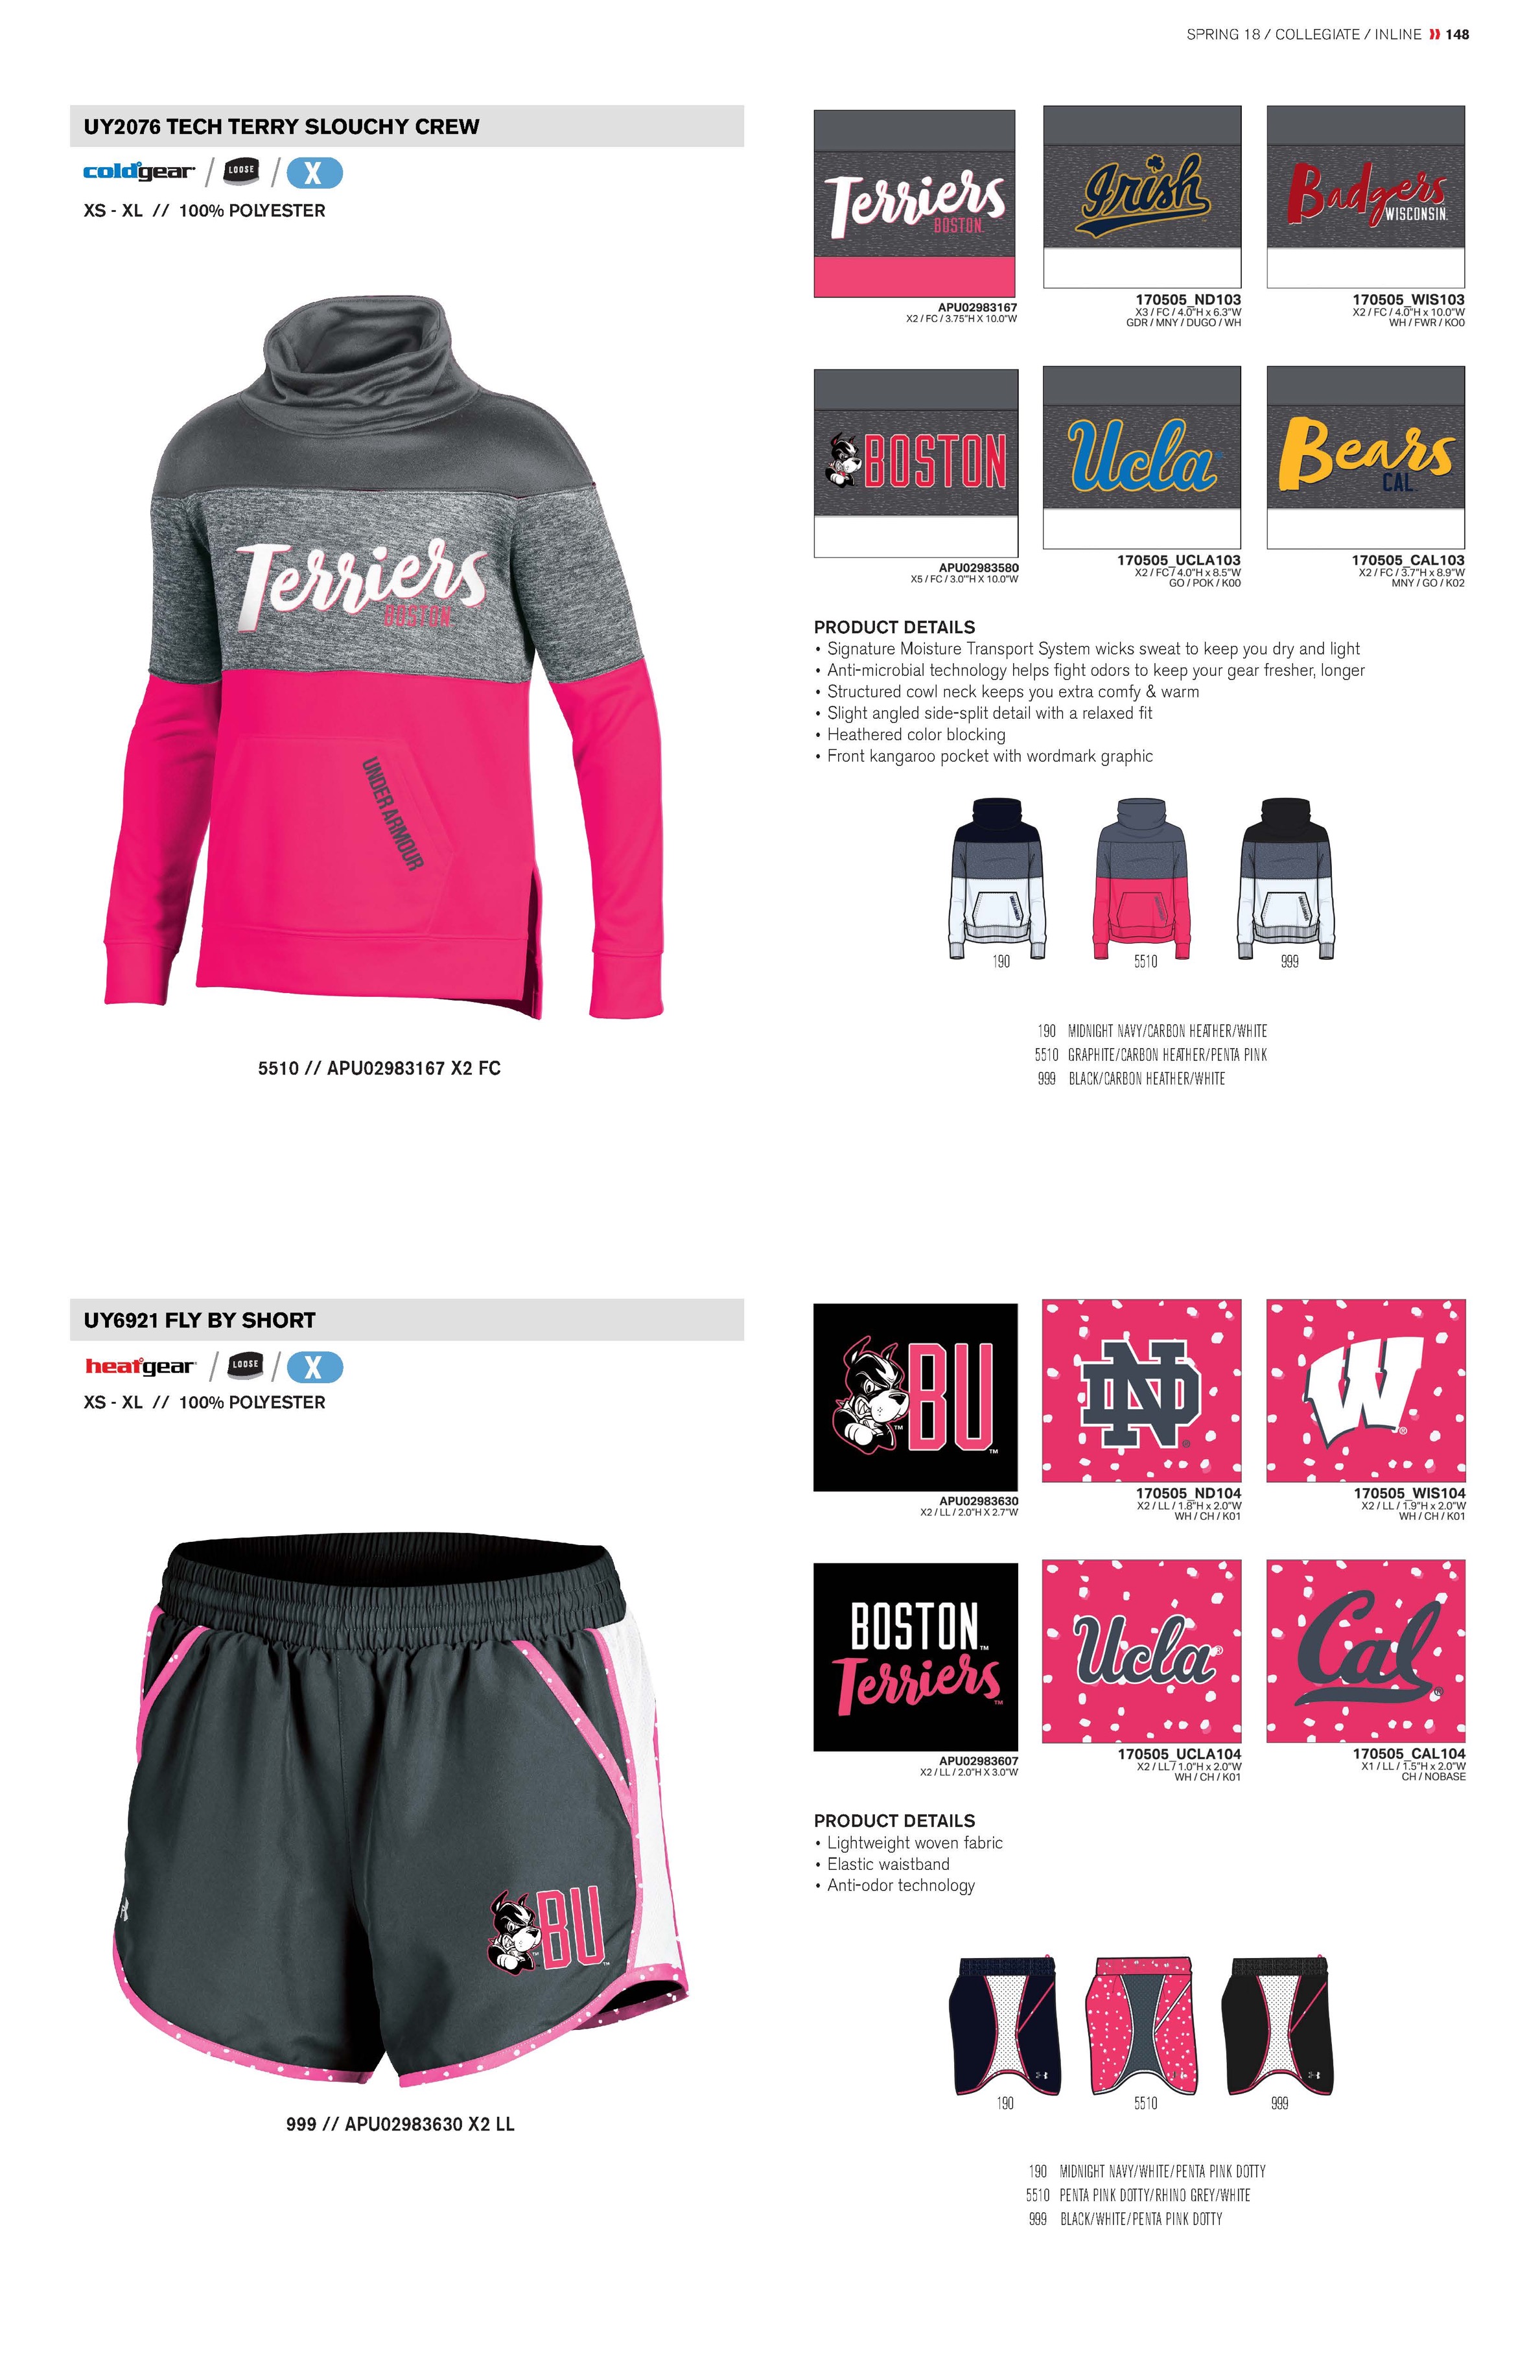 SPRING 18 / COLLEGIATE / INLINE 148
UY2076 TECH TERRY SLOUCHY CREW
coldgear / LOOSE / X
XS - XL // 100% POLYESTER
Terriers
BOSTON
UNDER ARMOUR
5510 // APU02983167 X2 FC
Terriers
BOSTON
APU02983167
X2 / FC / 3.75"H X 10.0"W
Irish
170505_ND103
X3 / FC / 4.0"H x 6.3"W
GDR / MNY / DUGO / WH
Badgers
WISCONSIN
170505_WIS103
X2 / FC / 4.0"H x 10.0"W
WH / FWR / KO0
BOSTON
APU02983580
X5 / FC / 3.0"H X 10.0"W
Ucla
170505_UCLA103
X2 / FC / 4.0"H x 8.5"W
GO / POK / K00
Bears
CAL
170505_CAL103
X2 / FC / 3.7"H x 8.9"W
MNY / GO / K02
PRODUCT DETAILS
• Signature Moisture Transport System wicks sweat to keep you dry and light
• Anti-microbial technology helps fight odors to keep your gear fresher, longer
• Structured cowl neck keeps you extra comfy & warm
• Slight angled side-split detail with a relaxed fit
• Heathered color blocking
• Front kangaroo pocket with wordmark graphic
190 5510 999
190 MIDNIGHT NAVY/CARBON HEATHER/WHITE
5510 GRAPHITE/CARBON HEATHER/PENTA PINK
999 BLACK/CARBON HEATHER/WHITE
UY6921 FLY BY SHORT
heatgear / LOOSE / X
XS - XL // 100% POLYESTER
BU
999 // APU02983630 X2 LL
BU™
APU02983630
X2 / LL / 2.0"H X 2.7"W
ND
170505_ND104
X2 / LL / 1.8"H x 2.0"W
WH / CH / K01
W
170505_WIS104
X2 / LL / 1.9"H x 2.0"W
WH / CH / K01
BOSTON™
Terriers™
APU02983607
X2 / LL / 2.0"H X 3.0"W
Ucla®
170505_UCLA104
X2 / LL / 1.0"H x 2.0"W
WH / CH / K01
Cal®
170505_CAL104
X1 / LL / 1.5"H x 2.0"W
CH / NOBASE
PRODUCT DETAILS
• Lightweight woven fabric
• Elastic waistband
• Anti-odor technology
190 5510 999
190 MIDNIGHT NAVY/WHITE/PENTA PINK DOTTY
5510 PENTA PINK DOTTY/RHINO GREY/WHITE
999 BLACK/WHITE/PENTA PINK DOTTY